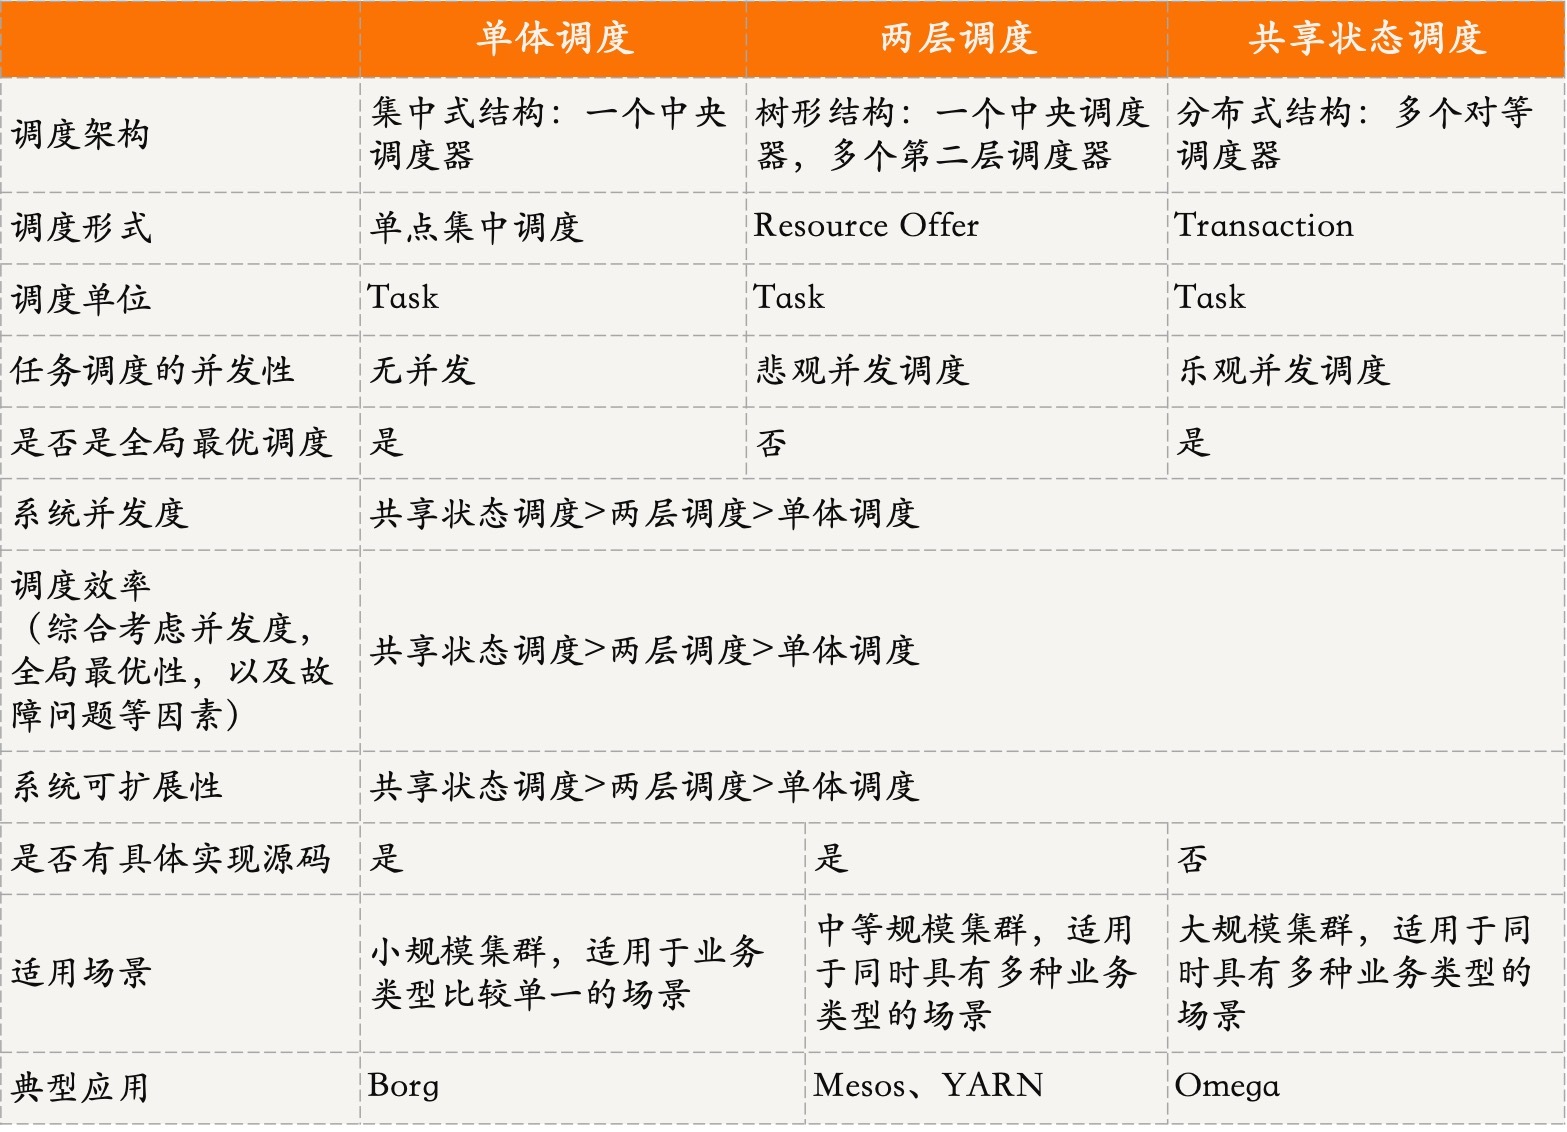 单体调度
两层调度
共享状态调度
调度架构
集中式结构：一个中央
调度器
树形结构：一个中央调度
器，多个第二层调度器
分布式结构：多个对等
调度器
调度形式
单点集中调度
Resource Offer
Transaction
调度单位
Task
Task
Task
任务调度的并发性
无并发
悲观并发调度
乐观并发调度
是否是全局最优调度
是
否
是
系统并发度
共享状态调度>两层调度>单体调度
调度效率
（综合考虑并发度，
全局最优性，以及故
障问题等因素）
共享状态调度>两层调度>单体调度
系统可扩展性
共享状态调度>两层调度>单体调度
是否有具体实现源码
是
是
否
适用场景
小规模集群，适用于业务
类型比较单一的场景
中等规模集群，适用
于同时具有多种业务
类型的场景
大规模集群，适用于同
时具有多种业务类型的
场景
典型应用
Borg
Mesos、YARN
Omega